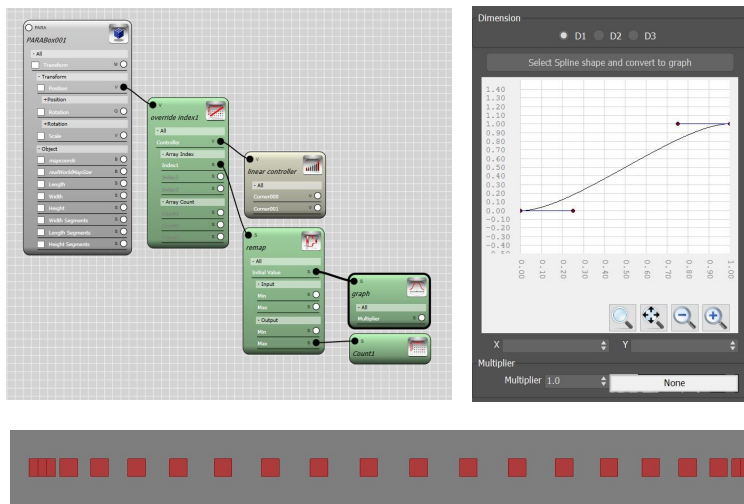 PARA
PARABox001
- All
Transform
- Transform
Position
+Position
Rotation
+Rotation
Scale
- Object
mapcoords
realWorldMapSize
Length
Width
Height
Width Segments
Length Segments
Height Segments
override index1
- All
Controller
- Array Index
Index1
Index2
Index3
- Array Count
linear controller
- All
Corner000
Corner001
S
remap
- All
Initial Value
- Input
Min
Max
- Output
Min
Max
graph
- All
Multiplier
Count1
Dimension
D1 D2 D3
Select Spline shape and convert to graph
1.40
1.30
1.20
1.10
1.00
0.90
0.80
0.70
0.60
0.50
0.40
0.30
0.20
0.10
0.00
-0.10
-0.20
-0.30
-0.40
0.00 0.10 0.20 0.30 0.40 0.50 0.60 0.70 0.80 0.90 1.00
X Y
Multiplier
Multiplier 1.0 None